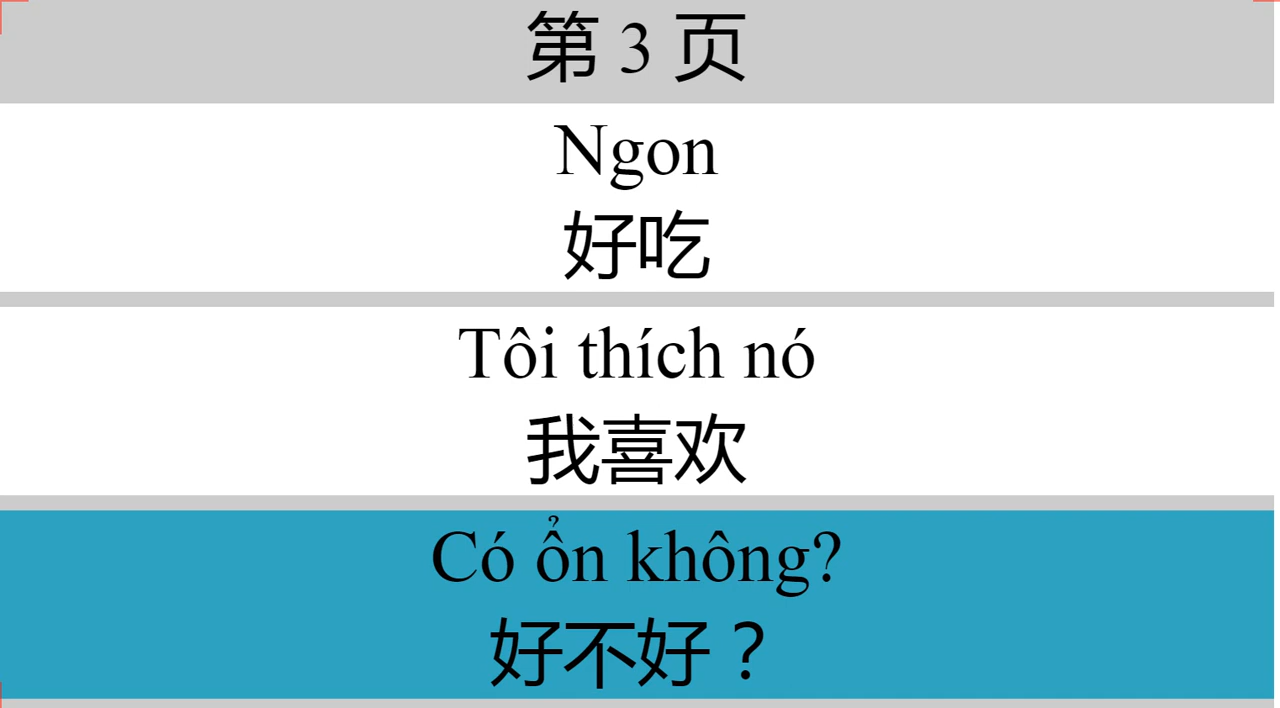 第 3 页
Ngon
好吃
Tôi thích nó
我喜欢
Có ổn không?
好不好？